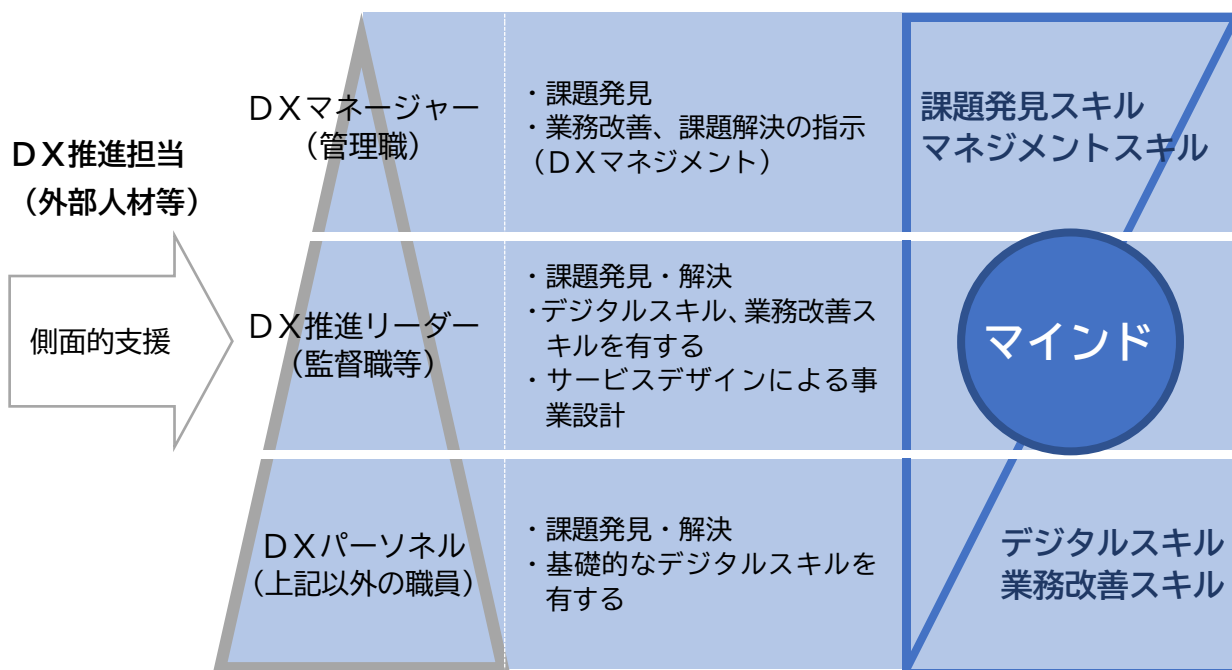 DX推進担当
(外部人材等)
側面的支援
DXマネージャー
(管理職)
・課題発見
・業務改善、課題解決の指示
(DXマネジメント)
課題発見スキル
マネジメントスキル
DX推進リーダー
(監督職等)
・課題発見・解決
・デジタルスキル、業務改善ス
キルを有する
・サービスデザインによる事
業設計
マインド
DXパーソネル
(上記以外の職員)
・課題発見・解決
・基礎的なデジタルスキルを
有する
デジタルスキル
業務改善スキル